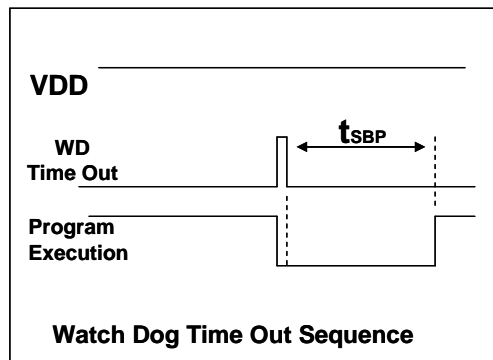 VDD
WD
Time Out
tSBP
Program
Execution
Watch Dog Time Out Sequence